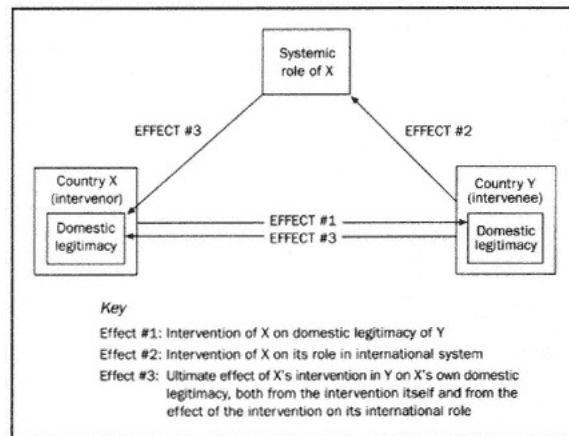 Systemic
role of X
EFFECT #3
EFFECT #2
Country X
(intervenor)
Country Y
(intervenee)
Domestic
legitimacy
EFFECT #1
EFFECT #3
Domestic
legitimacy
Key
Effect #1: Intervention of X on domestic legitimacy of Y
Effect #2: Intervention of X on its role in international system
Effect #3: Ultimate effect of X's intervention in Y on X's own domestic
legitimacy, both from the intervention itself and from the
effect of the intervention on its international role